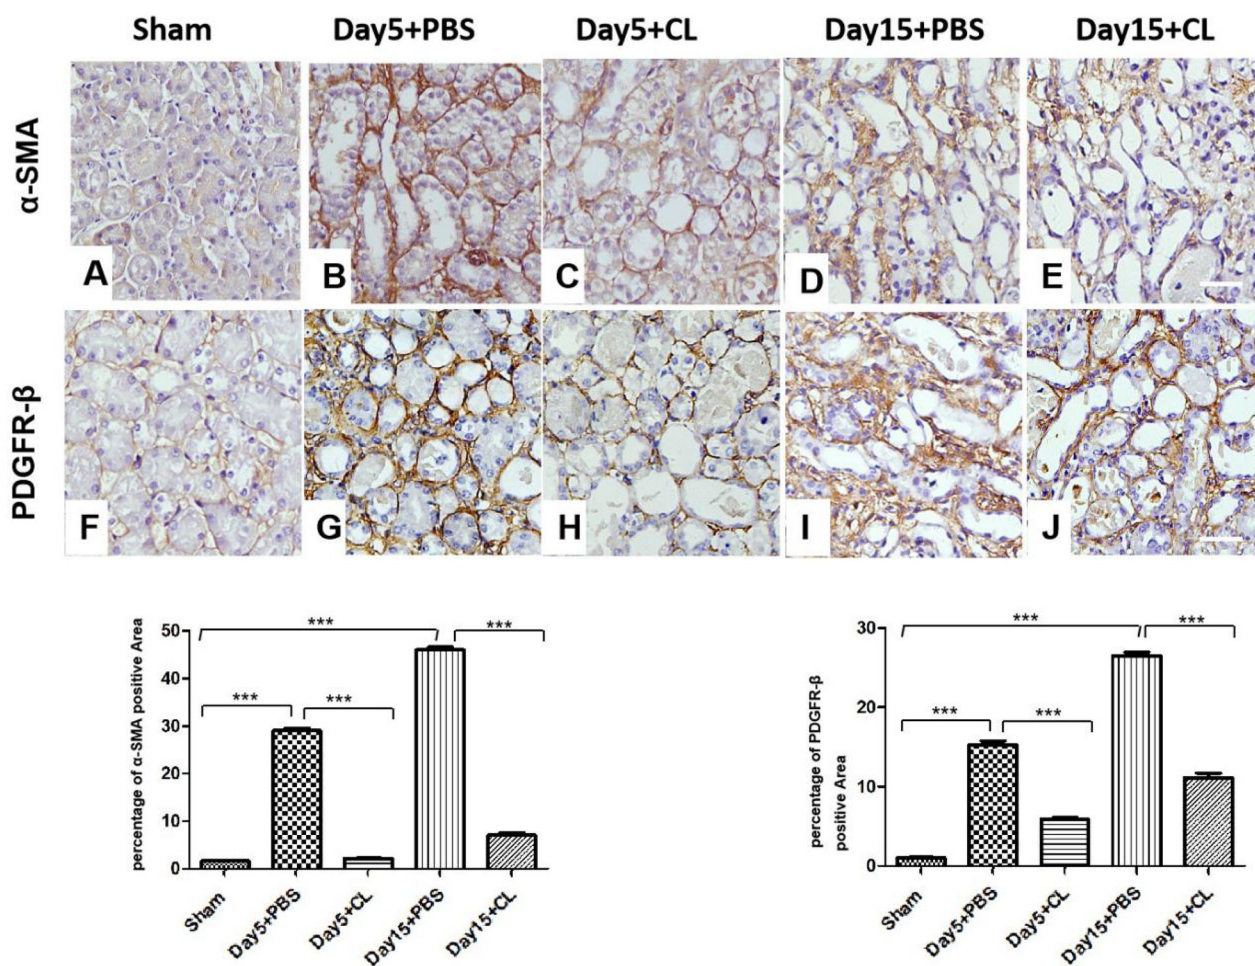 Sham Day5+PBS Day5+CL Day15+PBS Day15+CL
α-SMA
A B C D E
PDGFR-β
F G H I J
percentage of α-SMA positive Area
50
40
30
20
10
0
***
***
***
***
Sham
Day5+PBS
Day5+CL
Day15+PBS
Day15+CL
percentage of PDGFR-β
positive Area
30
20
10
0
***
***
***
***
Sham
Day5+PBS
Day5+CL
Day15+PBS
Day15+CL